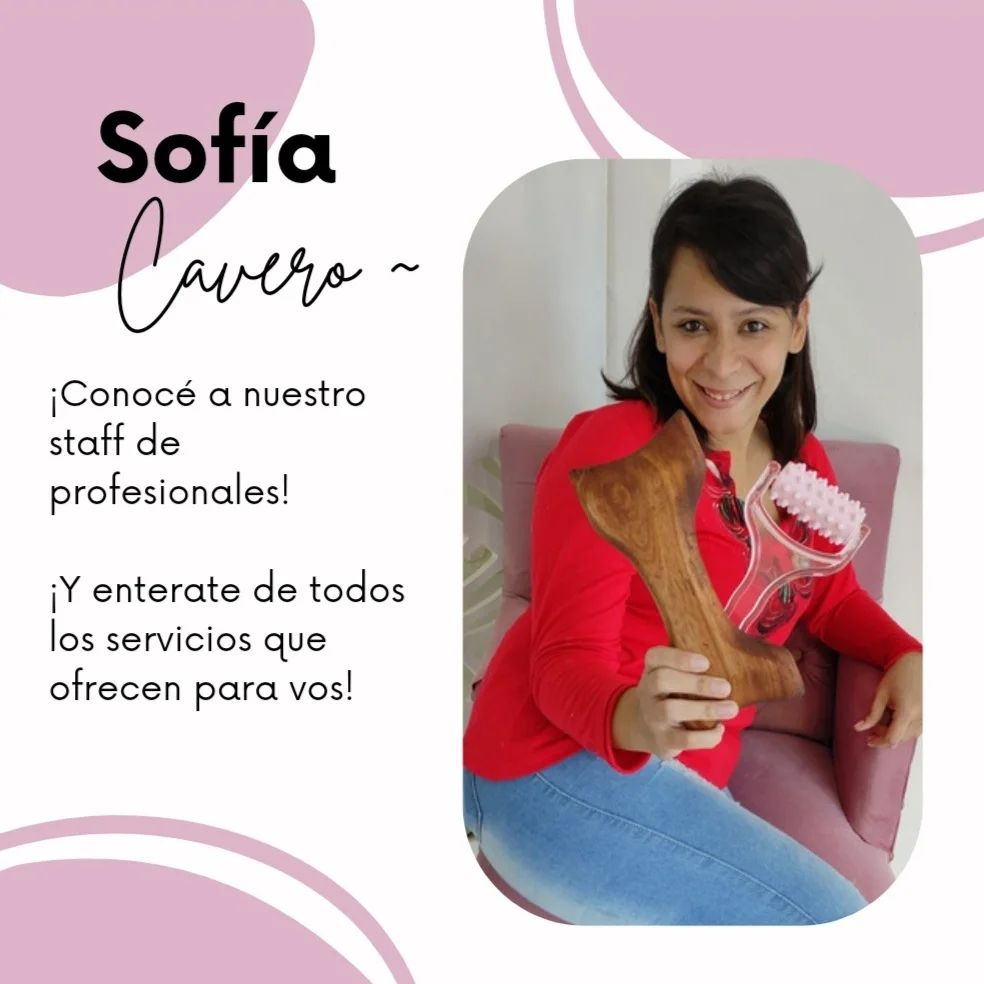 Sofía
Cavero ~
¡Conocé a nuestro
staff de
profesionales!
¡Y enterate de todos
los servicios que
ofrecen para vos!